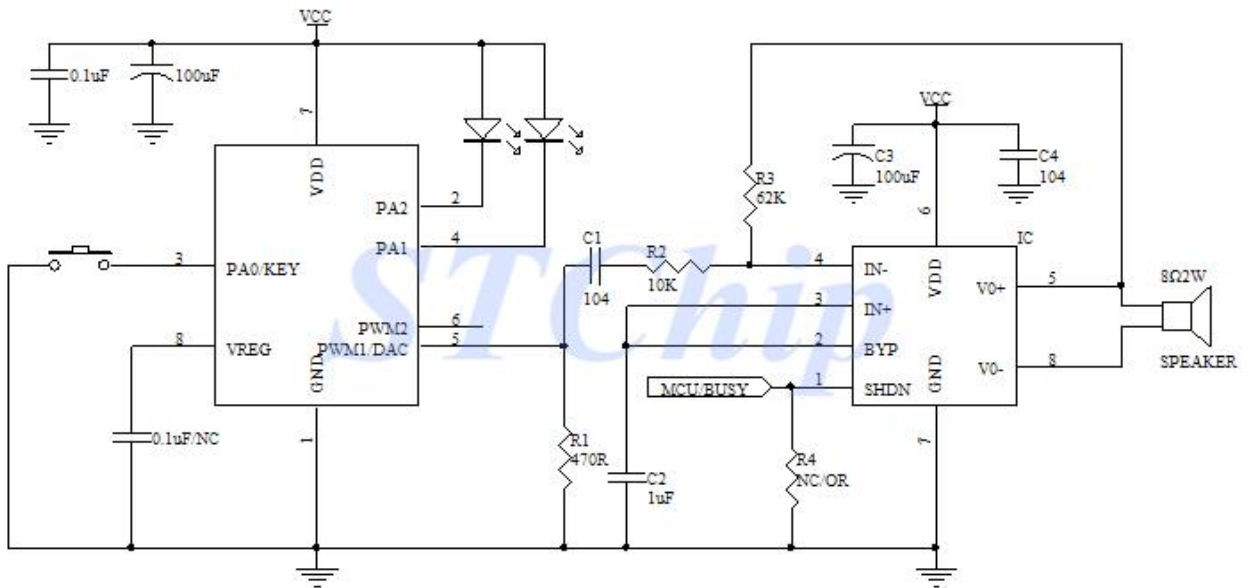 VCC
0.1uF
100uF
7
VDD
PA2
2
PA1
4
3
PA0/KEY
PWM2
6
PWM1/DAC
5
8
VREG
GND
1
0.1uF/NC
R1
470R
C1
104
R2
10K
R3
62K
VCC
C3
100uF
C4
104
6
IC
4
IN-
VDD
3
IN+
V0+
5
2
BYP
1
SHDN
GND
V0-
8
7
8Ω2W
SPEAKER
MCU/BUSY
C2
1uF
R4
NC/OR
STChip